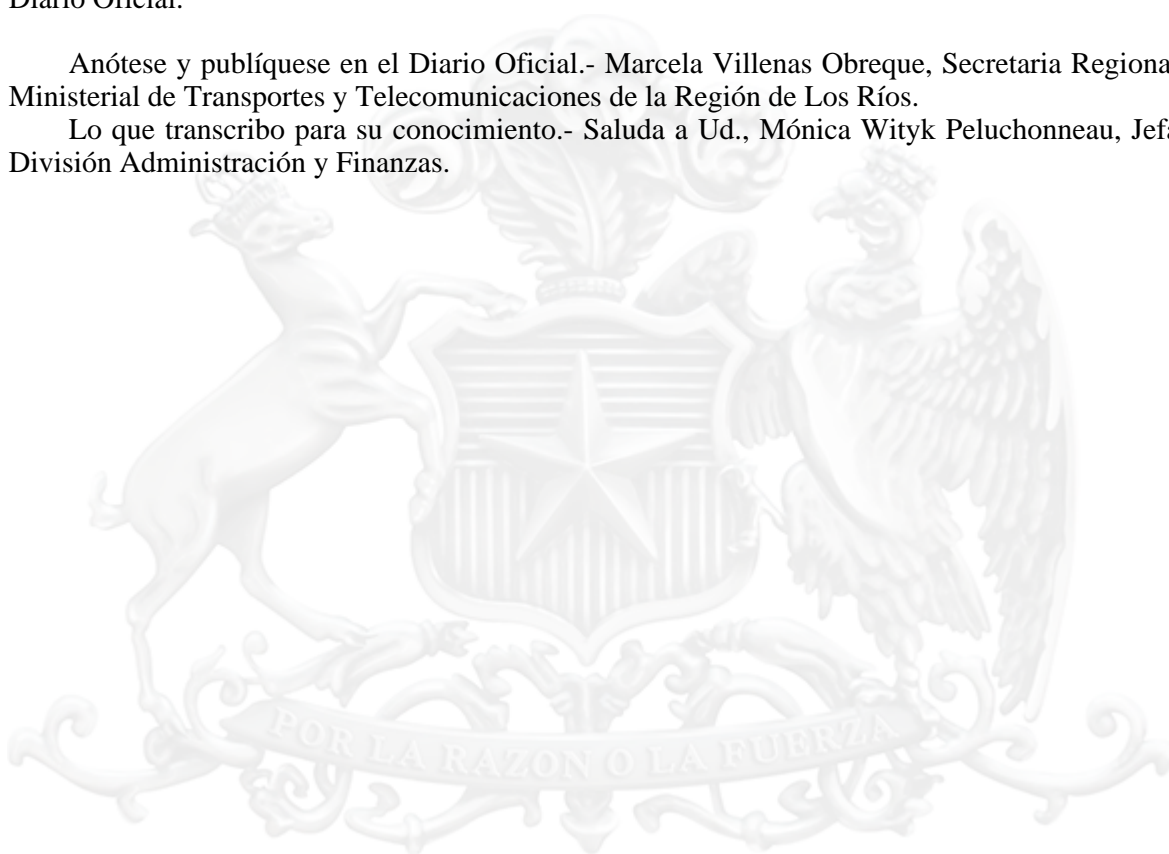 Diario Oficial.
Anótese y publíquese en el Diario Oficial.- Marcela Villenas Obreque, Secretaria Regiona
Ministerial de Transportes y Telecomunicaciones de la Región de Los Ríos.
Lo que transcribo para su conocimiento.- Saluda a Ud., Mónica Wityk Peluchonneau, Jefa
División Administración y Finanzas.
POR LA RAZON O LA FUERZA